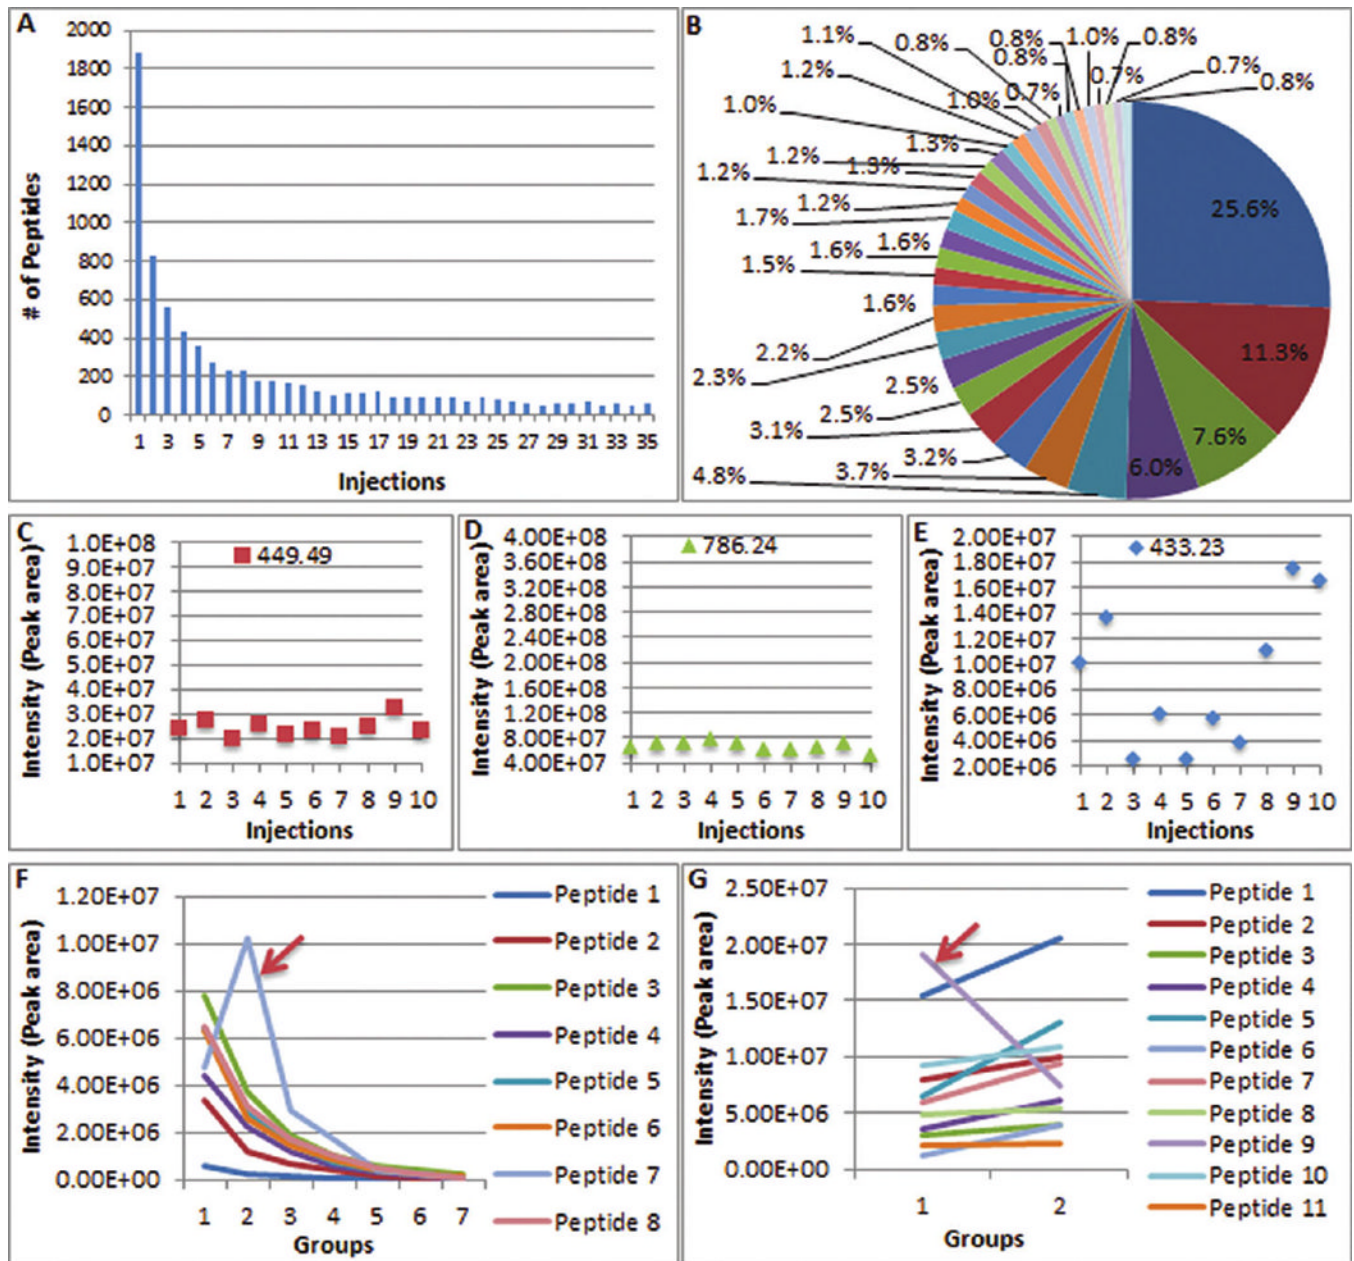 A
2000
1800
1600
1400
1200
1000
800
600
400
200
0
# of Peptides
1 3 5 7 9 11 13 15 17 19 21 23 25 27 29 31 33 35
Injections
B
1.1%
0.8%
0.8%
1.0%
0.8%
0.8%
0.7%
0.7%
0.8%
1.2%
1.0%
0.7%
1.0%
1.3%
1.2%
1.3%
1.2%
1.2%
1.7%
1.6%
1.6%
1.5%
1.6%
2.2%
2.3%
2.5%
2.5%
3.1%
3.2%
3.7%
4.8%
25.6%
11.3%
7.6%
6.0%
C
Intensity (Peak area)
1.0E+08
9.0E+07
8.0E+07
7.0E+07
6.0E+07
5.0E+07
4.0E+07
3.0E+07
2.0E+07
1.0E+07
449.49
1 2 3 4 5 6 7 8 9 10
Injections
D
Intensity (Peak area)
4.00E+08
3.60E+08
3.20E+08
2.80E+08
2.40E+08
2.00E+08
1.60E+08
1.20E+08
8.00E+07
4.00E+07
786.24
1 2 3 4 5 6 7 8 9 10
Injections
E
Intensity (Peak area)
2.00E+07
1.80E+07
1.60E+07
1.40E+07
1.20E+07
1.00E+07
8.00E+06
6.00E+06
4.00E+06
2.00E+06
433.23
1 2 3 4 5 6 7 8 9 10
Injections
F
Intensity (Peak area)
1.20E+07
1.00E+07
8.00E+06
6.00E+06
4.00E+06
2.00E+06
0.00E+00
1 2 3 4 5 6 7
Groups
Peptide 1
Peptide 2
Peptide 3
Peptide 4
Peptide 5
Peptide 6
Peptide 7
Peptide 8
G
Intensity (Peak area)
2.50E+07
2.00E+07
1.50E+07
1.00E+07
5.00E+06
0.00E+00
1 2
Groups
Peptide 1
Peptide 2
Peptide 3
Peptide 4
Peptide 5
Peptide 6
Peptide 7
Peptide 8
Peptide 9
Peptide 10
Peptide 11